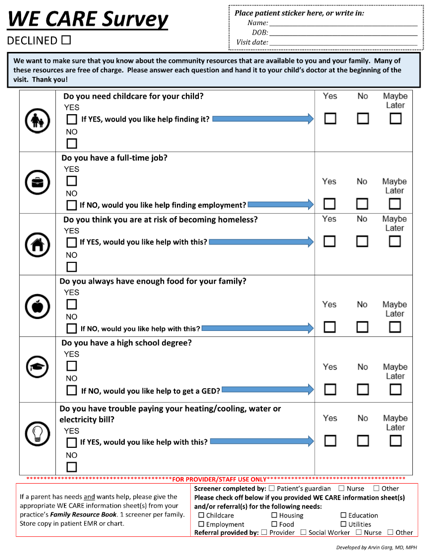 WE CARE Survey
DECLINED ☐
Place patient sticker here, or write in:
Name:
DOB:
Visit date:
We want to make sure that you know about the community resources that are available to you and your family. Many of
these resources are free of charge. Please answer each question and hand it to your child's doctor at the beginning of the
visit. Thank you!
Do you need childcare for your child?
YES
☐ If YES, would you like help finding it?
NO
☐
Yes No Maybe Later
☐ ☐ ☐
Do you have a full-time job?
YES
☐
NO
☐ If NO, would you like help finding employment?
Yes No Maybe Later
☐ ☐ ☐
Do you think you are at risk of becoming homeless?
YES
☐ If YES, would you like help with this?
NO
☐
Yes No Maybe Later
☐ ☐ ☐
Do you always have enough food for your family?
YES
☐
NO
☐ If NO, would you like help with this?
Yes No Maybe Later
☐ ☐ ☐
Do you have a high school degree?
YES
☐
NO
☐ If NO, would you like help to get a GED?
Yes No Maybe Later
☐ ☐ ☐
Do you have trouble paying your heating/cooling, water or
electricity bill?
YES
☐ If YES, would you like help with this?
NO
☐
Yes No Maybe Later
☐ ☐ ☐
FOR PROVIDER/STAFF USE ONLY
If a parent has needs and wants help, please give the
appropriate WE CARE information sheet(s) from your
practice's Family Resource Book. 1 screener per family.
Store copy in patient EMR or chart.
Screener completed by: ☐ Patient's guardian ☐ Nurse ☐ Other
Please check off below if you provided WE CARE information sheet(s)
and/or referral(s) for the following needs:
☐ Childcare ☐ Housing ☐ Education
☐ Employment ☐ Food ☐ Utilities
Referral provided by: ☐ Provider ☐ Social Worker ☐ Nurse ☐ Other
Developed by Arvin Garg, MD, MPH